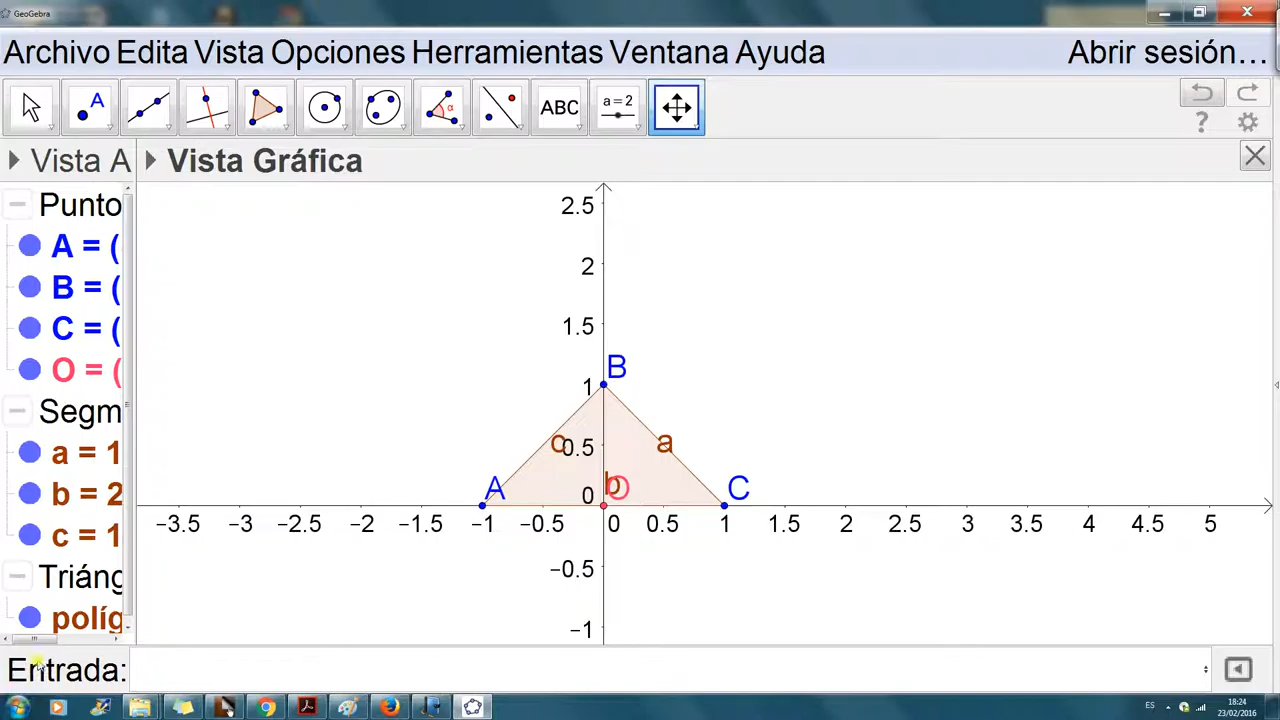 GeoGebra
Archivo Edita Vista Opciones Herramientas Ventana Ayuda
Abrir sesión...
A
α
ABC
a = 2
?
Vista A
Vista Gráfica
Punto
A = (
B = (
C = (
O = (
Segm
a = 1
b = 2
c = 1
Triáng
políg
2.5
2
1.5
1
0.5
0
−0.5
−1
B
c
a
A
b
O
C
−3.5 −3 −2.5 −2 −1.5 −1 −0.5 0 0.5 1 1.5 2 2.5 3 3.5 4 4.5 5
Entrada:
ES
18:24
23/02/2016